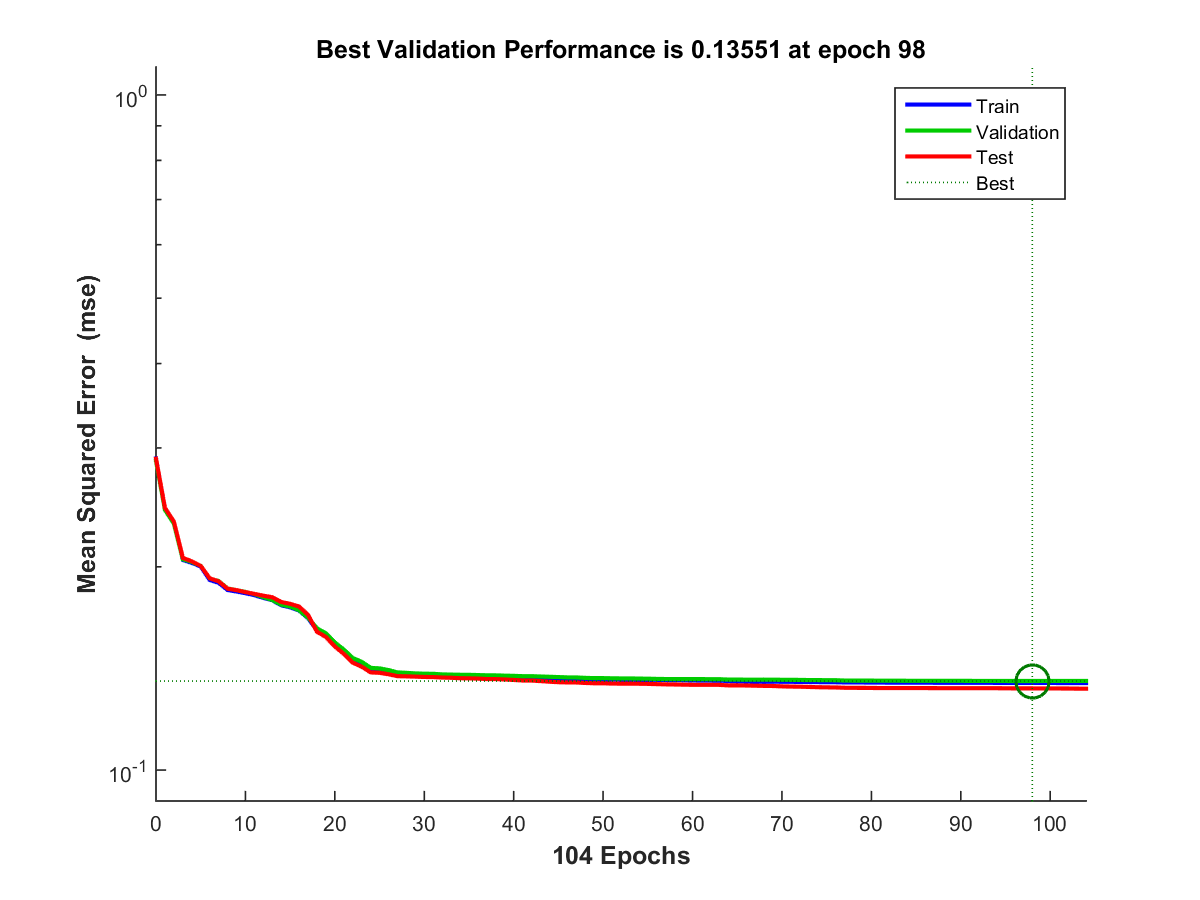 Best Validation Performance is 0.13551 at epoch 98
10^0
Train
Validation
Test
Best
Mean Squared Error (mse)
10^-1
0 10 20 30 40 50 60 70 80 90 100
104 Epochs